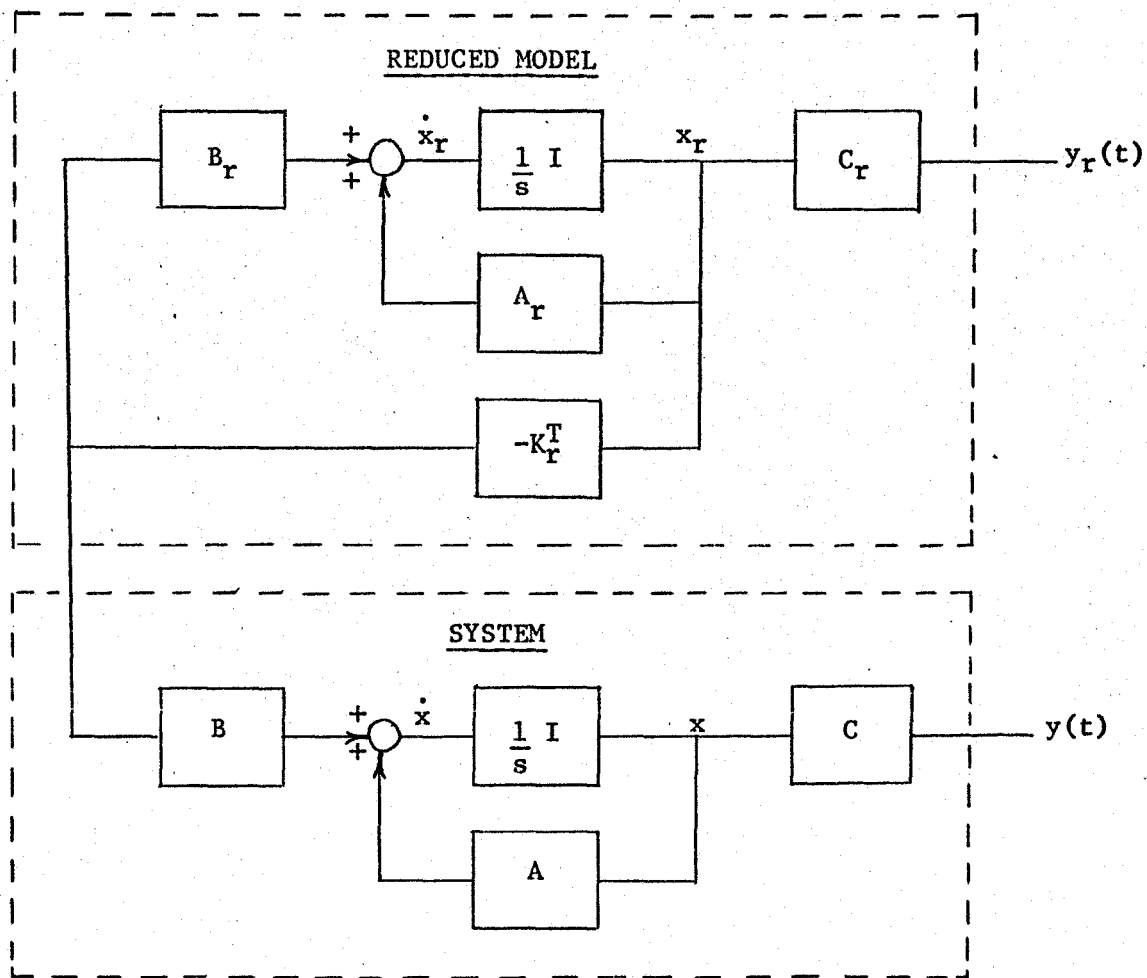 REDUCED MODEL
B_r
+
+
ẋ_r
1/s I
x_r
C_r
y_r(t)
A_r
-K_r^T
SYSTEM
B
+
+
ẋ
1/s I
x
C
y(t)
A